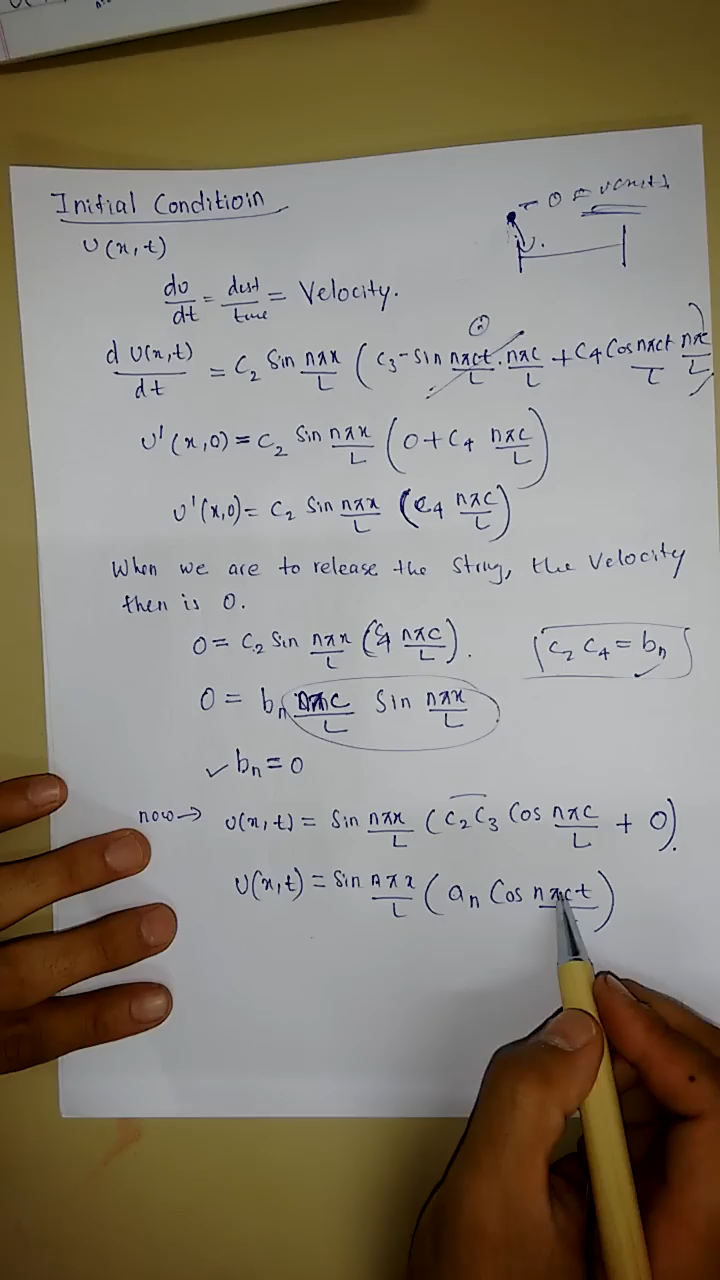 Initial Condition
= 0 = units
U(x,t)
du/dt = dist/time = Velocity.
d U(x,t)/dt = C₂ Sin nπx/L (C₃ - Sin nπct/L . nπc/L + C₄ Cos nπct/L nπc/L)
U'(x,0) = C₂ Sin nπx/L (0 + C₄ nπc/L)
U'(x,0) = C₂ Sin nπx/L (C₄ nπc/L)
When we are to release the string, the velocity
then is 0.
0 = C₂ Sin nπx/L (C₄ nπc/L). (C₂ C₄ = bₙ)
0 = bₙ nπc/L Sin nπx/L
✓ bₙ = 0
now → U(x,t) = Sin nπx/L (C₂C₃ Cos nπc/L + 0).
U(x,t) = Sin nπx/L (aₙ Cos nπct)